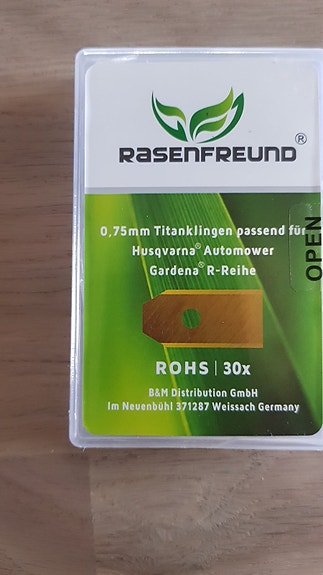 RASENFREUND®
0,75mm Titanklingen passend für
Husqvarna® Automower
Gardena® R-Reihe
OPEN
ROHS | 30x
B&M Distribution GmbH
Im Neuenbühl 371287 Weissach Germany